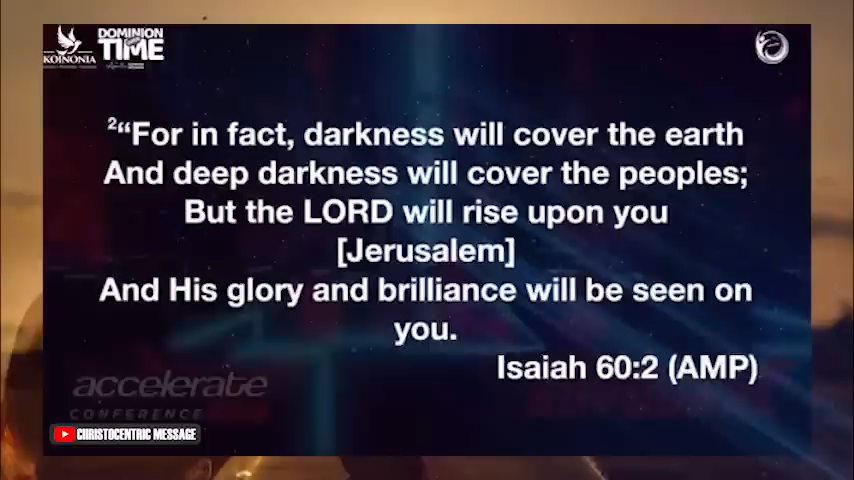 KOINONIA
DOMINION
TIME
²“For in fact, darkness will cover the earth
And deep darkness will cover the peoples;
But the LORD will rise upon you
[Jerusalem]
And His glory and brilliance will be seen on
you.
Isaiah 60:2 (AMP)
accelerate
CONFERENCE
CHRISTOCENTRIC MESSAGE